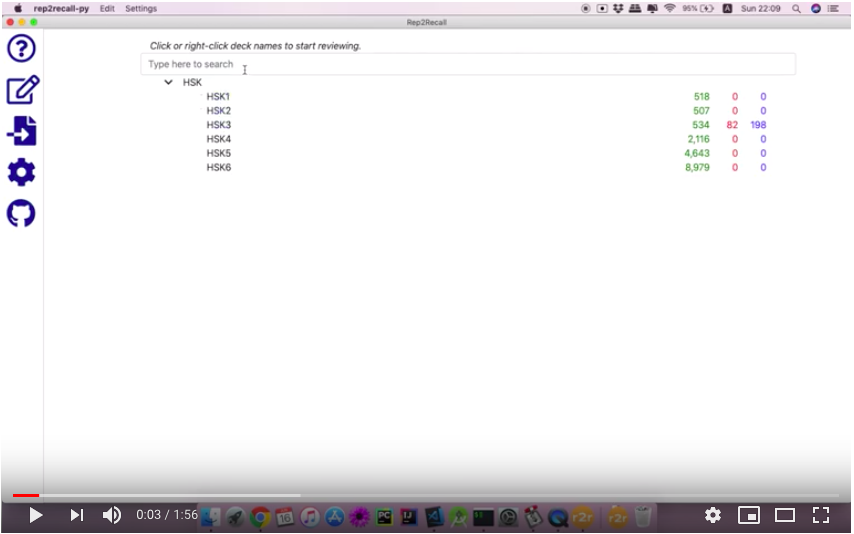 rep2recall-py Edit Settings 95% A Sun 22:09
Rep2Recall
Click or right-click deck names to start reviewing.
Type here to search
HSK
HSK1 518 0 0
HSK2 507 0 0
HSK3 534 82 198
HSK4 2,116 0 0
HSK5 4,643 0 0
HSK6 8,979 0 0
0:03 / 1:56 16 PC IJ r2r r2r